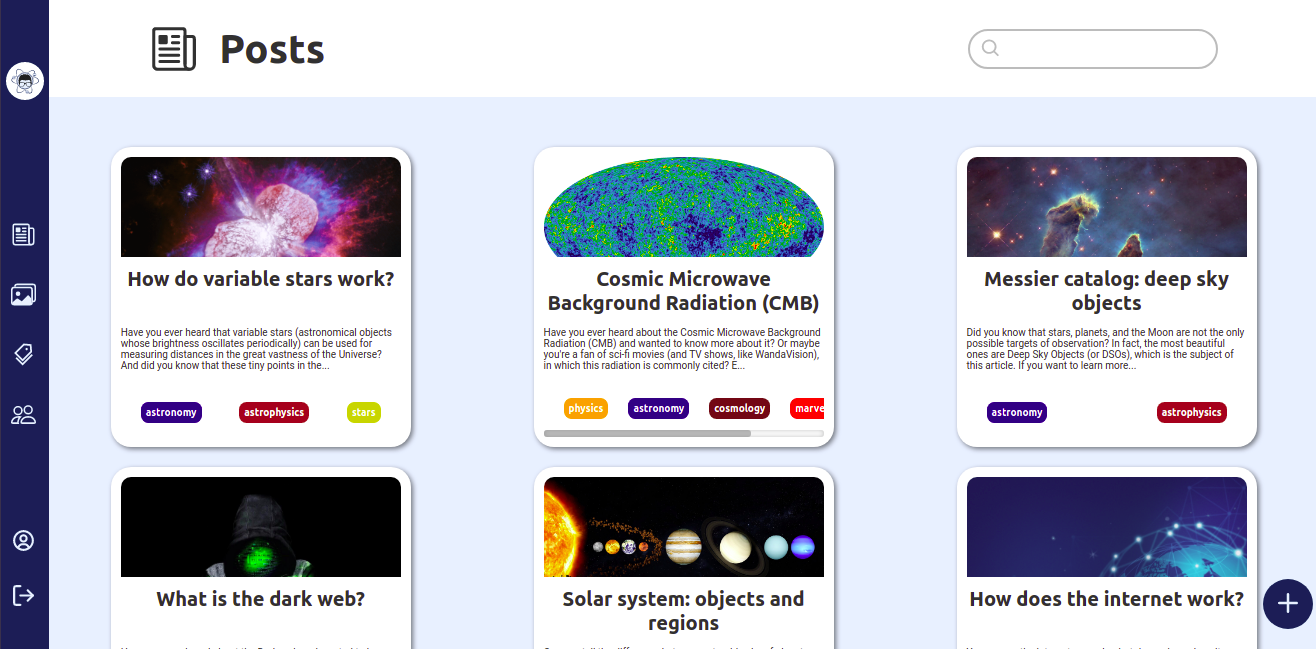 Posts
How do variable stars work?
Have you ever heard that variable stars (astronomical objects
whose brightness oscillates periodically) can be used for
measuring distances in the great vastness of the Universe?
And did you know that these tiny points in the...
astronomy
astrophysics
stars
Cosmic Microwave
Background Radiation (CMB)
Have you ever heard about the Cosmic Microwave Background
Radiation (CMB) and wanted to know more about it? Or maybe
you're a fan of sci-fi movies (and TV shows, like WandaVision),
in which this radiation is commonly cited? E...
physics
astronomy
cosmology
marve
Messier catalog: deep sky
objects
Did you know that stars, planets, and the Moon are not the only
possible targets of observation? In fact, the most beautiful
ones are Deep Sky Objects (or DSOs), which is the subject of
this article. If you want to learn more...
astronomy
astrophysics
What is the dark web?
Solar system: objects and
regions
How does the internet work?